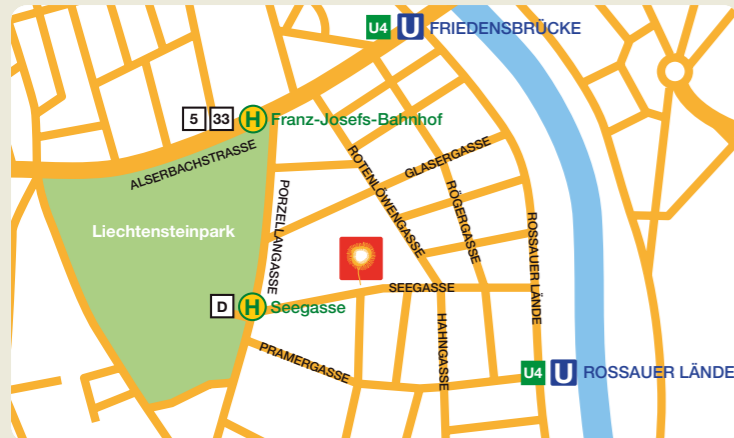 U4 U FRIEDENSBRÜCKE
5 33 H Franz-Josefs-Bahnhof
ALSERBACHSTRASSE
GLASERGASSE
ROTENLÖWENGASSE
RÖGERGASSE
PORZELLANGASSE
Liechtensteinpark
ROSSAUER LÄNDE
SEEGASSE
D H Seegasse
HAHNGASSE
PRAMERGASSE
U4 U ROSSAUER LÄNDE